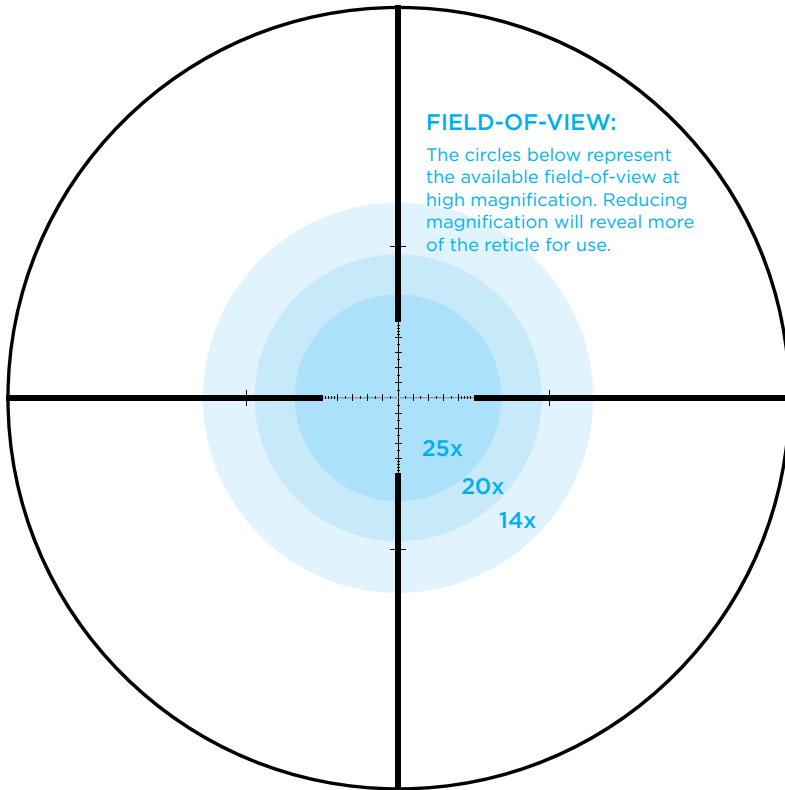 FIELD-OF-VIEW:
The circles below represent
the available field-of-view at
high magnification. Reducing
magnification will reveal more
of the reticle for use.
25x
20x
14x